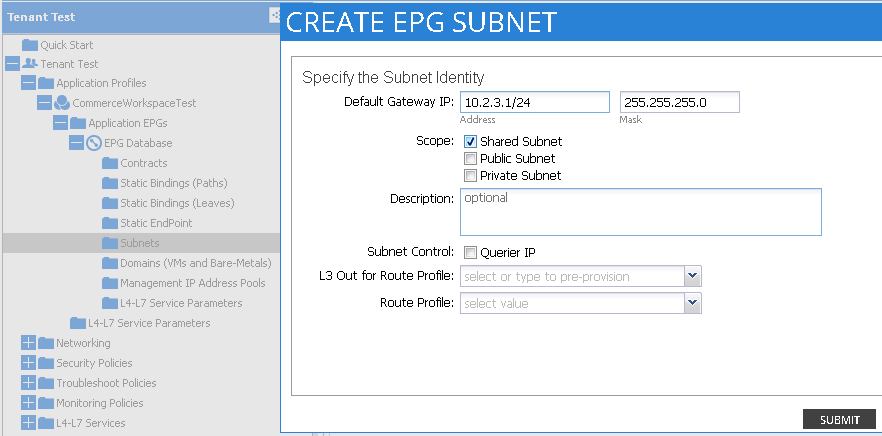 Tenant Test
Quick Start
Tenant Test
Application Profiles
CommerceWorkspaceTest
Application EPGs
EPG Database
Contracts
Static Bindings (Paths)
Static Bindings (Leaves)
Static EndPoint
Subnets
Domains (VMs and Bare-Metals)
Management IP Address Pools
L4-L7 Service Parameters
L4-L7 Service Parameters
Networking
Security Policies
Troubleshoot Policies
Monitoring Policies
L4-L7 Services
CREATE EPG SUBNET
Specify the Subnet Identity
Default Gateway IP: 10.2.3.1/24 255.255.255.0
Address Mask
Scope: Shared Subnet
Public Subnet
Private Subnet
Description: optional
Subnet Control: Querier IP
L3 Out for Route Profile: select or type to pre-provision
Route Profile: select value
SUBMIT